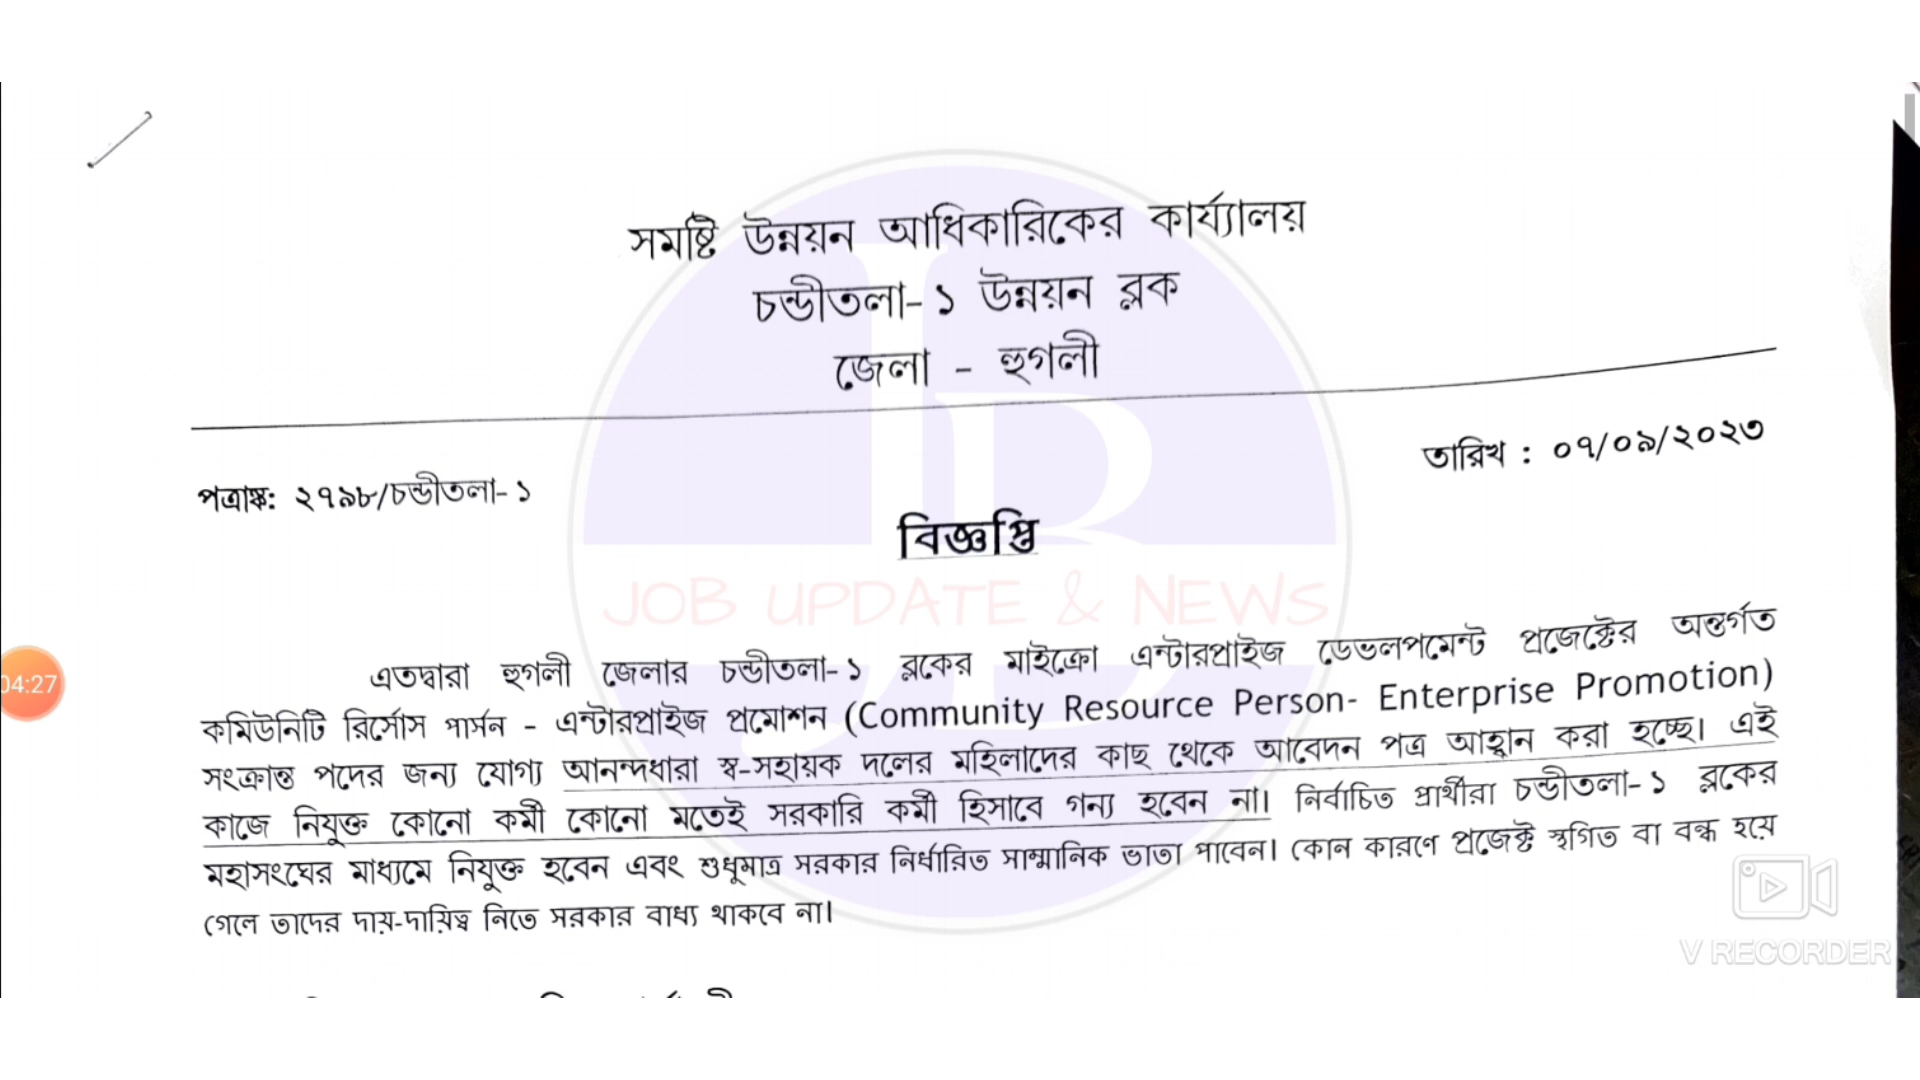 সমষ্টি উন্নয়ন আধিকারিকের কার্য্যালয়
চন্ডীতলা- ১ উন্নয়ন ব্লক
জেলা - হুগলী
তারিখ : ০৭/০৯/২০২৩
পত্রাঙ্ক: ২৭৯৮/চন্ডীতলা- ১
বিজ্ঞপ্তি
JOB UPDATE & NEWS
এতদ্বারা হুগলী জেলার চন্ডীতলা- ১ ব্লকের মাইক্রো এন্টারপ্রাইজ ডেভলপমেন্ট প্রজেক্টের অন্তর্গত
কমিউনিটি রির্সোস পার্সন - এন্টারপ্রাইজ প্রমোশন (Community Resource Person- Enterprise Promotion)
সংক্রান্ত পদের জন্য যোগ্য আনন্দধারা স্ব-সহায়ক দলের মহিলাদের কাছ থেকে আবেদন পত্র আহ্বান করা হচ্ছে। এই
কাজে নিযুক্ত কোনো কর্মী কোনো মতেই সরকারি কর্মী হিসাবে গন্য হবেন না। নির্বাচিত প্রার্থীরা চন্ডীতলা- ১ ব্লকের
মহাসংঘের মাধ্যমে নিযুক্ত হবেন এবং শুধুমাত্র সরকার নির্ধারিত সাম্মানিক ভাতা পাবেন। কোন কারণে প্রজেক্ট স্থগিত বা বন্ধ হয়ে
গেলে তাদের দায়-দায়িত্ব নিতে সরকার বাধ্য থাকবে না।
04:27
V RECORDER